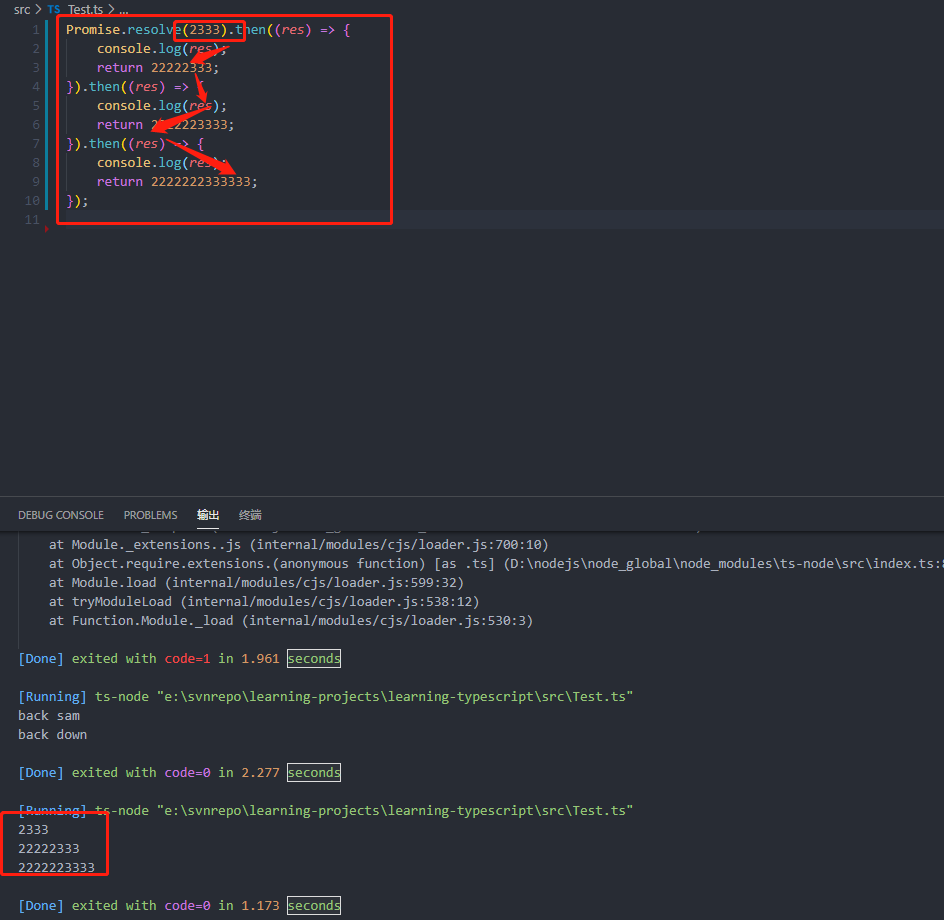 src > TS Test.ts > ...
1 Promise.resolve(2333).then((res) => {
2 console.log(res);
3 return 22222333;
4 }).then((res) => {
5 console.log(res);
6 return 2222223333;
7 }).then((res) => {
8 console.log(res);
9 return 2222222333333;
10 });
11
DEBUG CONSOLE PROBLEMS 输出 终端
at Module._extensions..js (internal/modules/cjs/loader.js:700:10)
at Object.require.extensions.(anonymous function) [as .ts] (D:\nodejs\node_global\node_modules\ts-node\src\index.ts:
at Module.load (internal/modules/cjs/loader.js:599:32)
at tryModuleLoad (internal/modules/cjs/loader.js:538:12)
at Function.Module._load (internal/modules/cjs/loader.js:530:3)
[Done] exited with code=1 in 1.961 seconds
[Running] ts-node "e:\svnrepo\learning-projects\learning-typescript\src\Test.ts"
back sam
back down
[Done] exited with code=0 in 2.277 seconds
[Running] ts-node "e:\svnrepo\learning-projects\learning-typescript\src\Test.ts"
2333
22222333
2222223333
[Done] exited with code=0 in 1.173 seconds